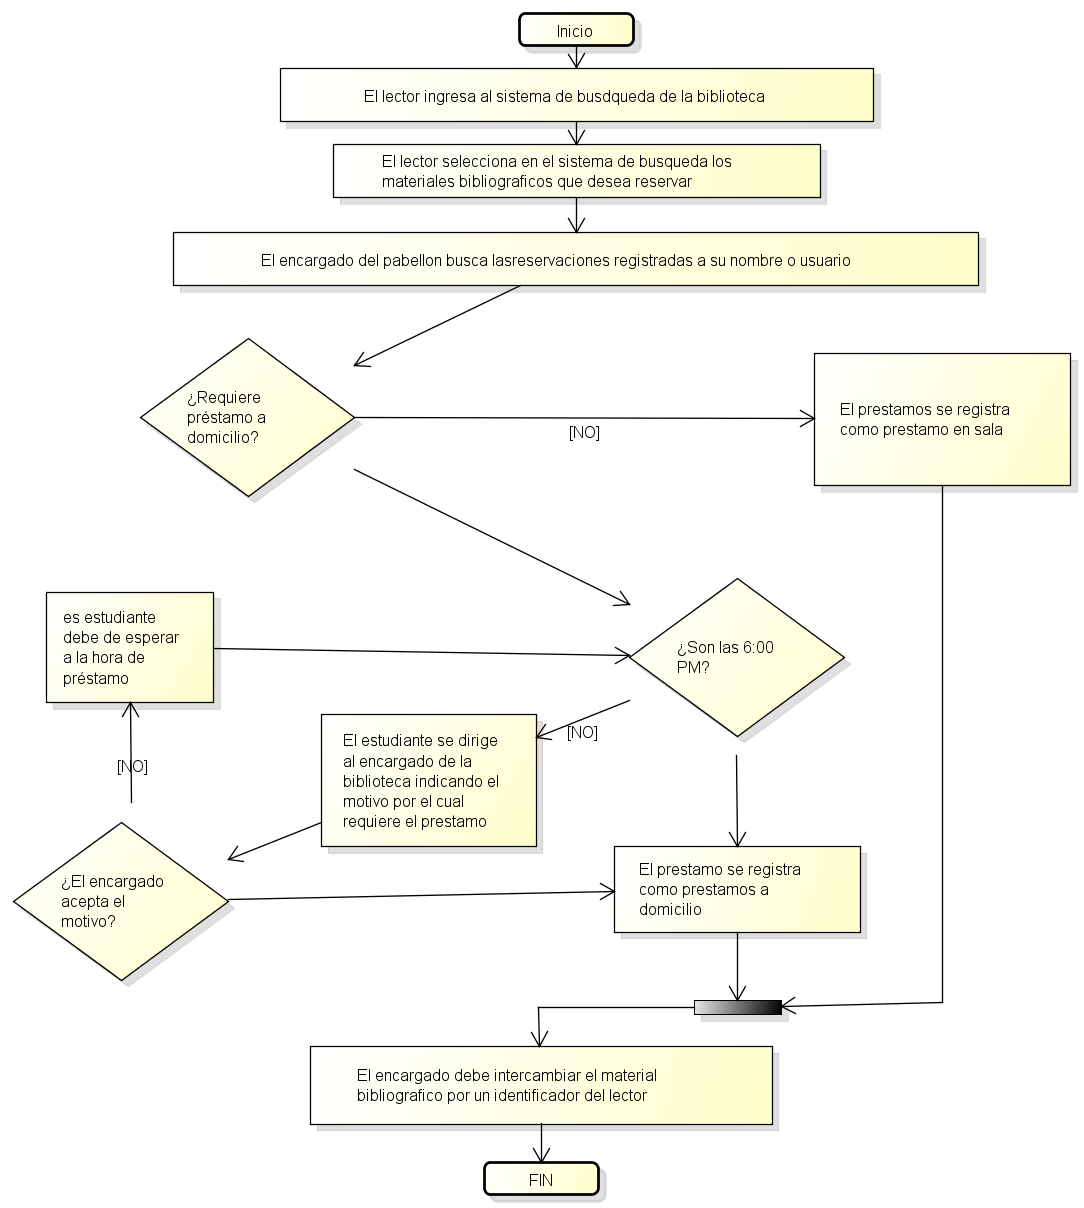 Inicio
El lector ingresa al sistema de busdqueda de la biblioteca
El lector selecciona en el sistema de busqueda los
materiales bibliograficos que desea reservar
El encargado del pabellon busca lasreservaciones registradas a su nombre o usuario
¿Requiere
préstamo a
domicilio?
[NO]
El prestamos se registra
como prestamo en sala
es estudiante
debe de esperar
a la hora de
préstamo
¿Son las 6:00
PM?
[NO]
El estudiante se dirige
al encargado de la
biblioteca indicando el
motivo por el cual
requiere el prestamo
[NO]
¿El encargado
acepta el
motivo?
El prestamo se registra
como prestamos a
domicilio
El encargado debe intercambiar el material
bibliografico por un identificador del lector
FIN